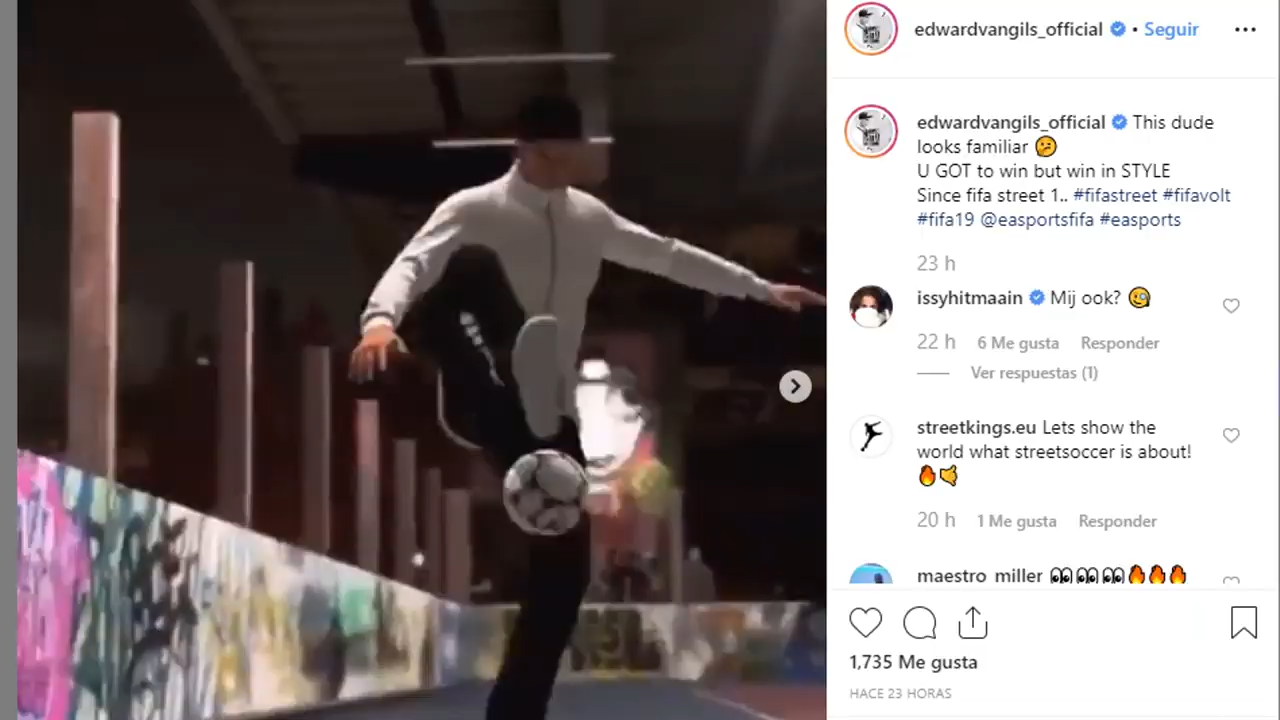 edwardvangils_official • Seguir
edwardvangils_official This dude
looks familiar 🤔
U GOT to win but win in STYLE
Since fifa street 1.. #fifastreet #fifavolt
#fifa19 @easportsfifa #easports
23 h
issyhitmaain Mij ook? 🧐
22 h 6 Me gusta Responder
Ver respuestas (1)
streetkings.eu Lets show the
world what streetsoccer is about!
🔥🤙
20 h 1 Me gusta Responder
maestro_miller 👀👀👀🔥🔥🔥
1,735 Me gusta
HACE 23 HORAS